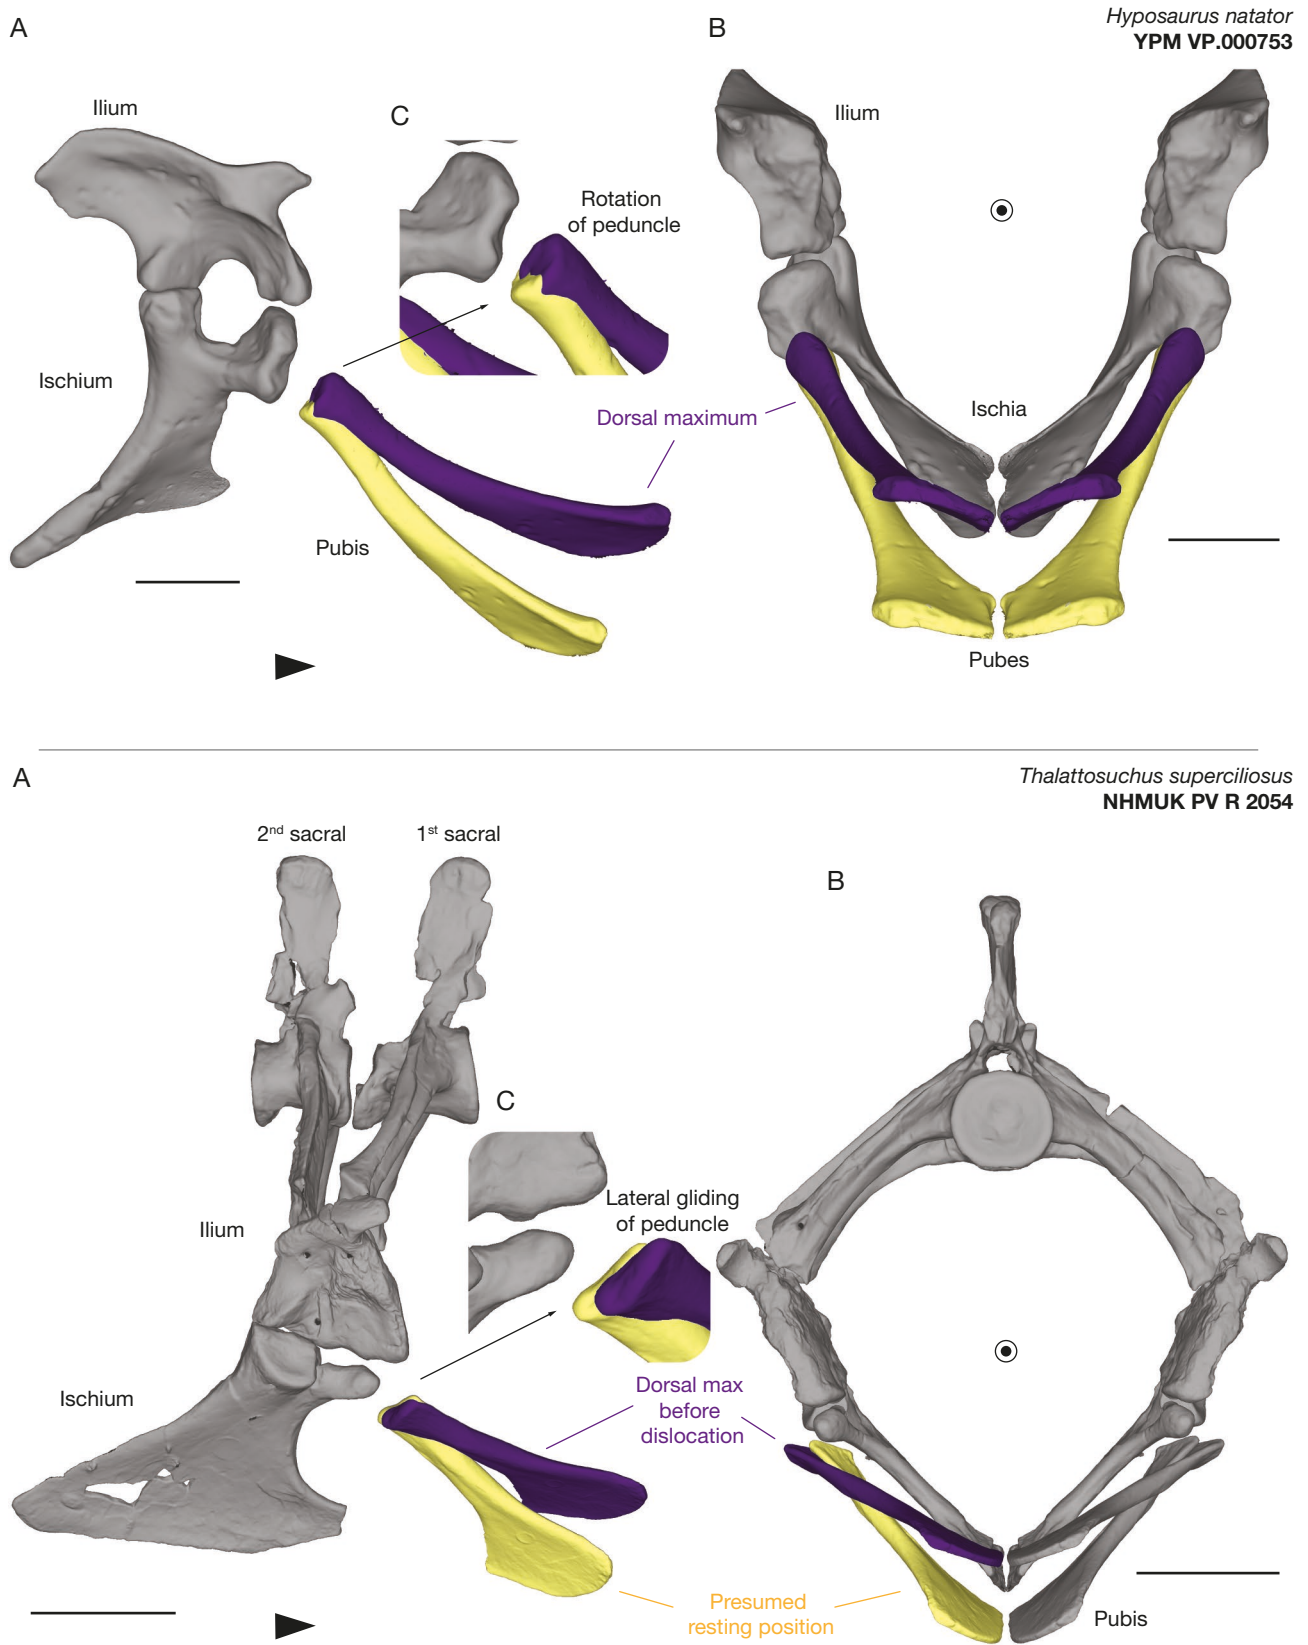 A
B
Hyposaurus natator
YPM VP.000753
Ilium
C
Ilium
Rotation
of peduncle
Ischium
Dorsal maximum
Ischia
Pubis
Pubes
A
Thalattosuchus superciliosus
NHMUK PV R 2054
2nd sacral
1st sacral
B
C
Lateral gliding
of peduncle
Ilium
Ischium
Dorsal max
before
dislocation
Presumed
resting position
Pubis